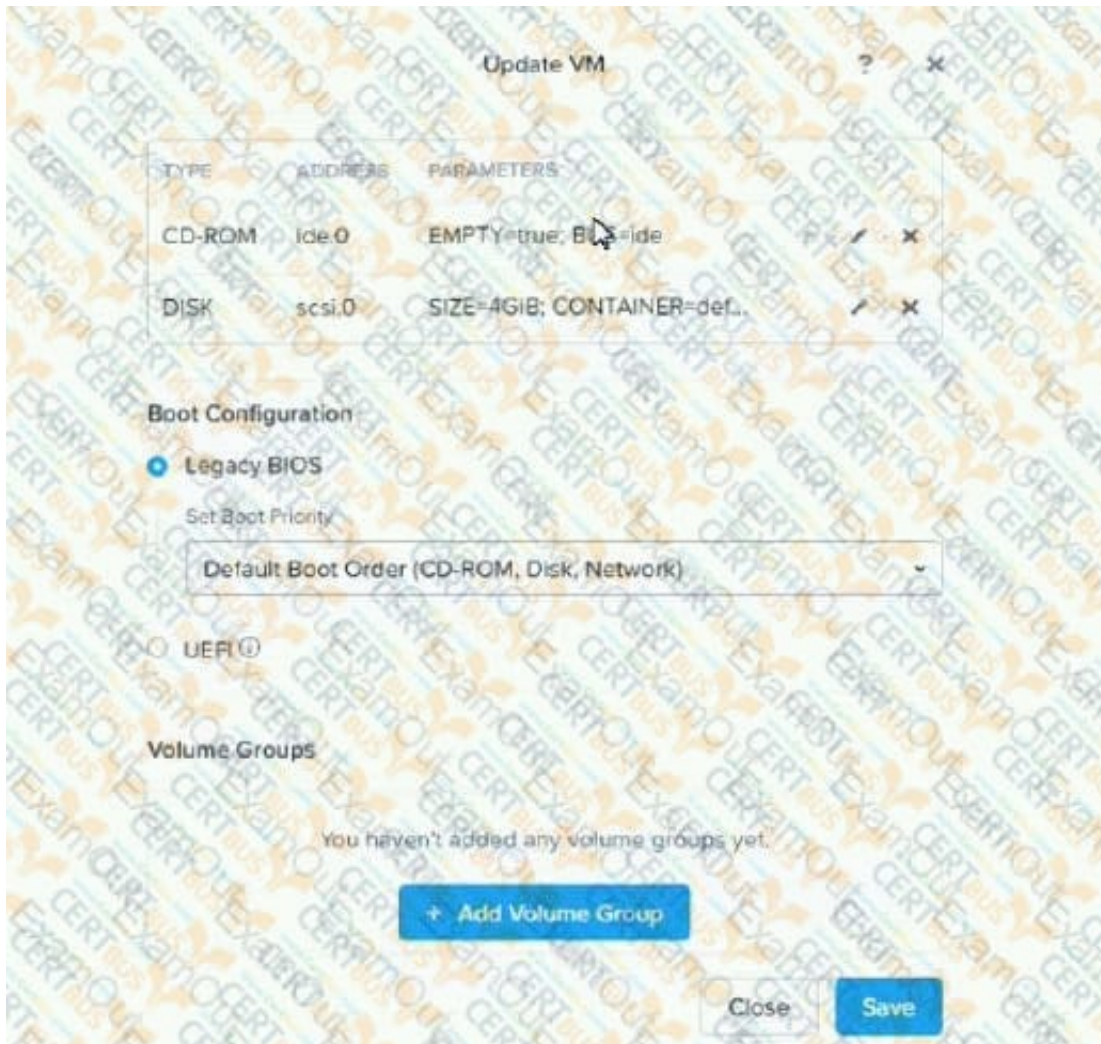 Update VM ? ×
TYPE ADDRESS PARAMETERS
CD-ROM ide.0 EMPTY=true; BUS=ide
DISK scsi.0 SIZE=4GiB; CONTAINER=def...
Boot Configuration
Legacy BIOS
Set Boot Priority
Default Boot Order (CD-ROM, Disk, Network)
UEFI
Volume Groups
You haven't added any volume groups yet.
+ Add Volume Group
Close Save